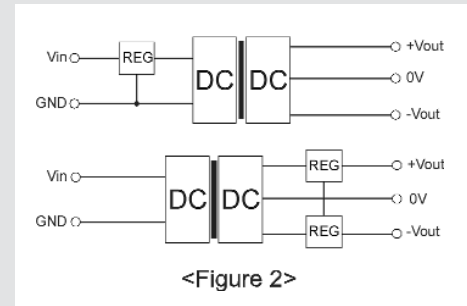 +Vout
Vin REG
DC DC 0V
GND
-Vout
REG +Vout
Vin
DC DC 0V
GND
REG -Vout
<Figure 2>